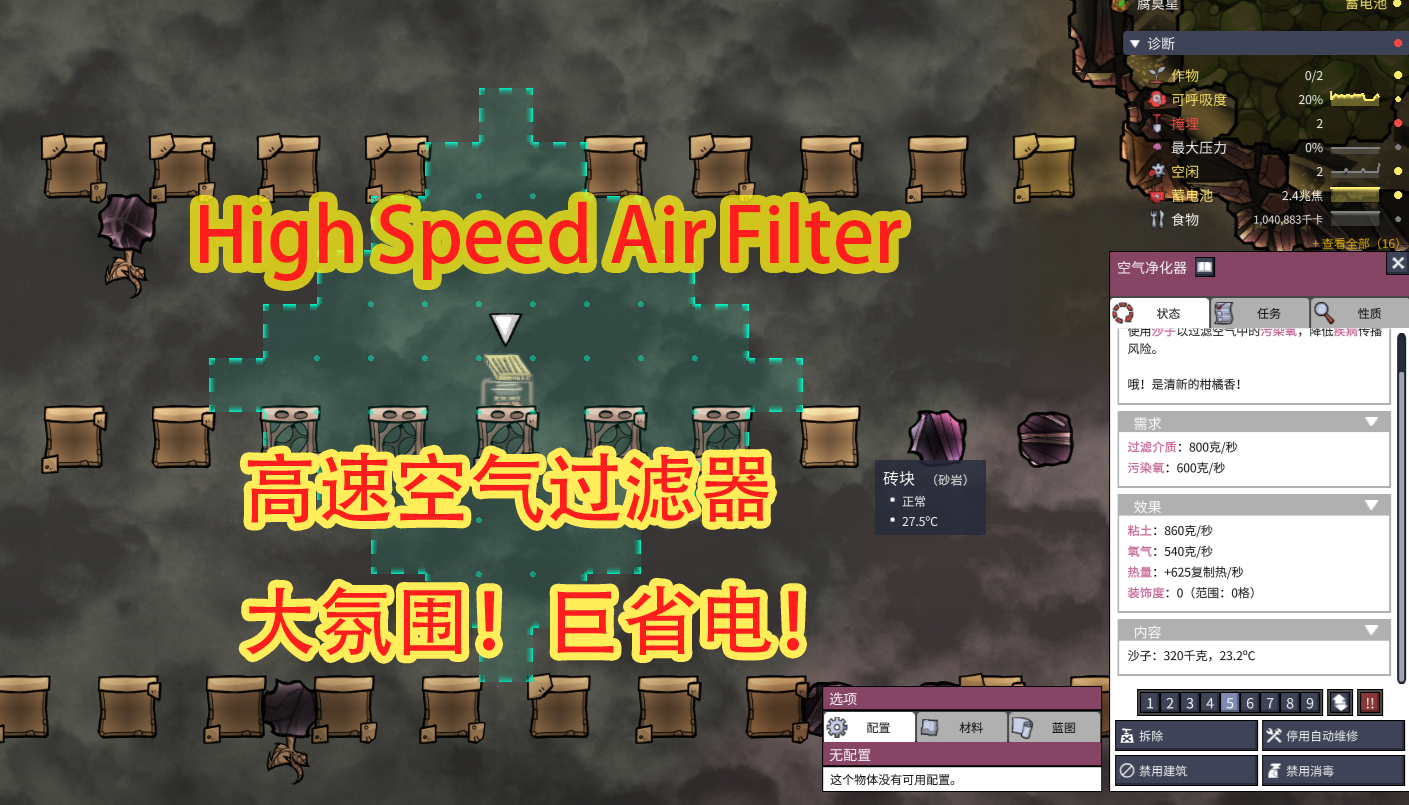 腐臭星
蓄电池
诊断
作物 0/2
可呼吸度 20%
掩埋 2
最大压力 0%
空闲 2
蓄电池 2.4兆焦
食物 1,040,883千卡
+查看全部（16）
High Speed Air Filter
高速空气过滤器
大氛围！巨省电！
砖块 （砂岩）
正常
27.5ºC
空气净化器
状态 任务 性质
使用沙子以过滤空气中的污染氧，降低疾病传播
风险。
哦！是清新的柑橘香！
需求
过滤介质：800克/秒
污染氧：600克/秒
效果
粘土：860克/秒
氧气：540克/秒
热量：+625复制热/秒
装饰度：0（范围：0格）
内容
沙子：320千克，23.2ºC
1 2 3 4 5 6 7 8 9 !!
拆除 停用自动维修
禁用建筑 禁用消毒
选项
配置 材料 蓝图
无配置
这个物体没有可用配置。